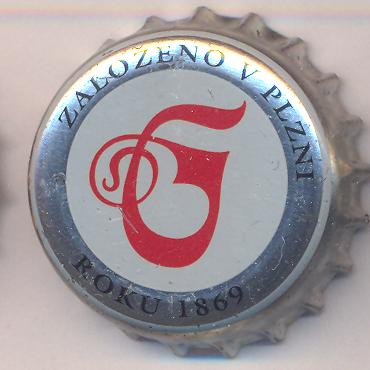 ZALOŽENO V PLZNI
G
ROKU 1869